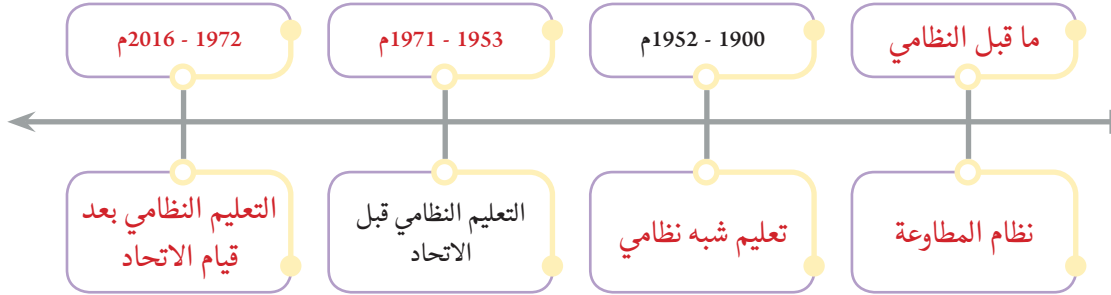 ما قبل النظامي
1900 - 1952م
1953 - 1971م
1972 - 2016م
نظام المطاوعة
تعليم شبه نظامي
التعليم النظامي قبل
الاتحاد
التعليم النظامي بعد
قيام الاتحاد